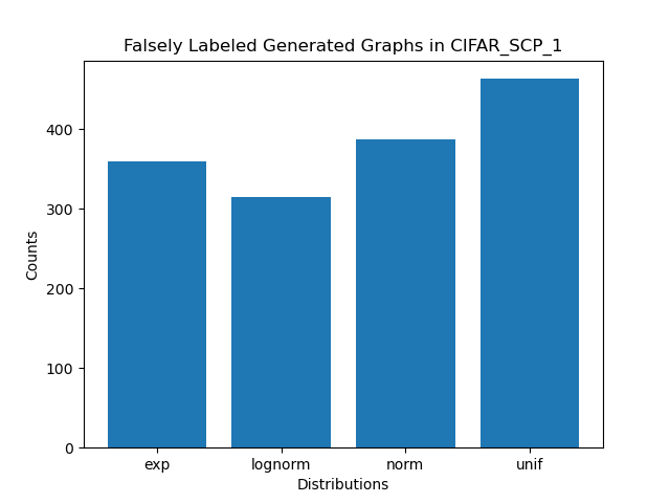 Falsely Labeled Generated Graphs in CIFAR_SCP_1
Counts
400
300
200
100
0
exp lognorm norm unif
Distributions